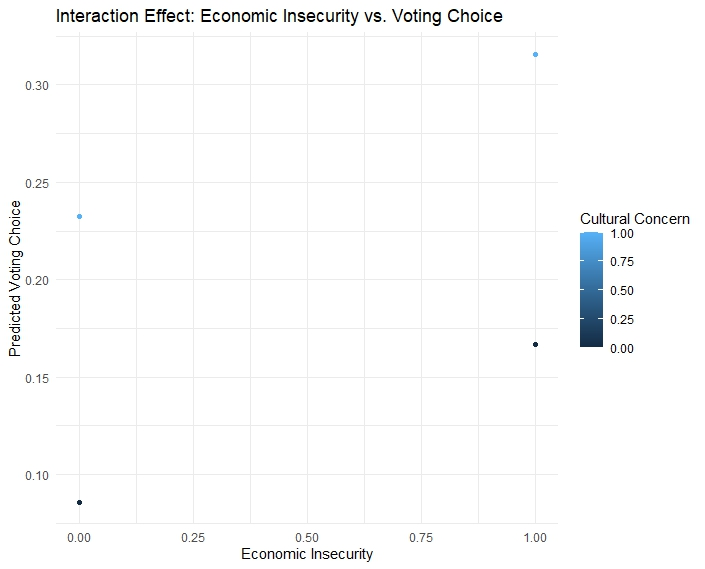 Interaction Effect: Economic Insecurity vs. Voting Choice
0.30
0.25
0.20
0.15
0.10
Predicted Voting Choice
0.00 0.25 0.50 0.75 1.00
Economic Insecurity
Cultural Concern
1.00
0.75
0.50
0.25
0.00